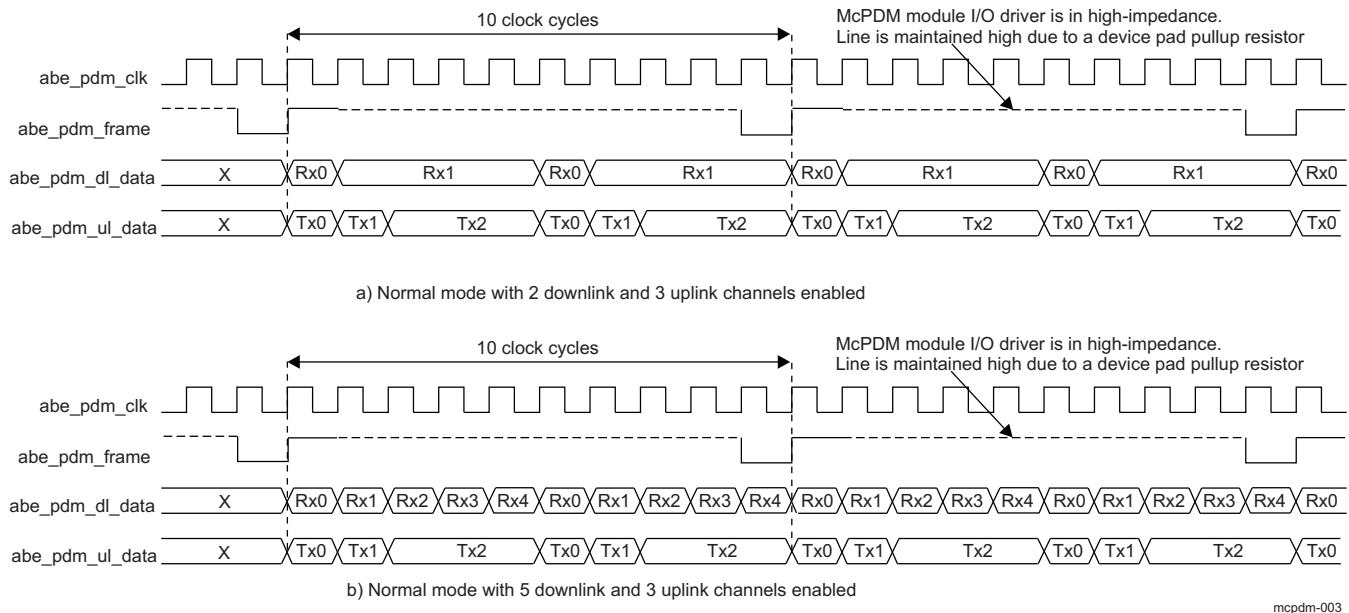 10 clock cycles
McPDM module I/O driver is in high-impedance.
Line is maintained high due to a device pad pullup resistor
abe_pdm_clk
abe_pdm_frame
abe_pdm_dl_data X Rx0 Rx1 Rx0 Rx1 Rx0 Rx1 Rx0 Rx1 Rx0
abe_pdm_ul_data X Tx0 Tx1 Tx2 Tx0 Tx1 Tx2 Tx0 Tx1 Tx2 Tx0 Tx1 Tx2 Tx0
a) Normal mode with 2 downlink and 3 uplink channels enabled
10 clock cycles
McPDM module I/O driver is in high-impedance.
Line is maintained high due to a device pad pullup resistor
abe_pdm_clk
abe_pdm_frame
abe_pdm_dl_data X Rx0 Rx1 Rx2 Rx3 Rx4 Rx0 Rx1 Rx2 Rx3 Rx4 Rx0 Rx1 Rx2 Rx3 Rx4 Rx0 Rx1 Rx2 Rx3 Rx4 Rx0
abe_pdm_ul_data X Tx0 Tx1 Tx2 Tx0 Tx1 Tx2 Tx0 Tx1 Tx2 Tx0 Tx1 Tx2 Tx0
b) Normal mode with 5 downlink and 3 uplink channels enabled
mcpdm-003